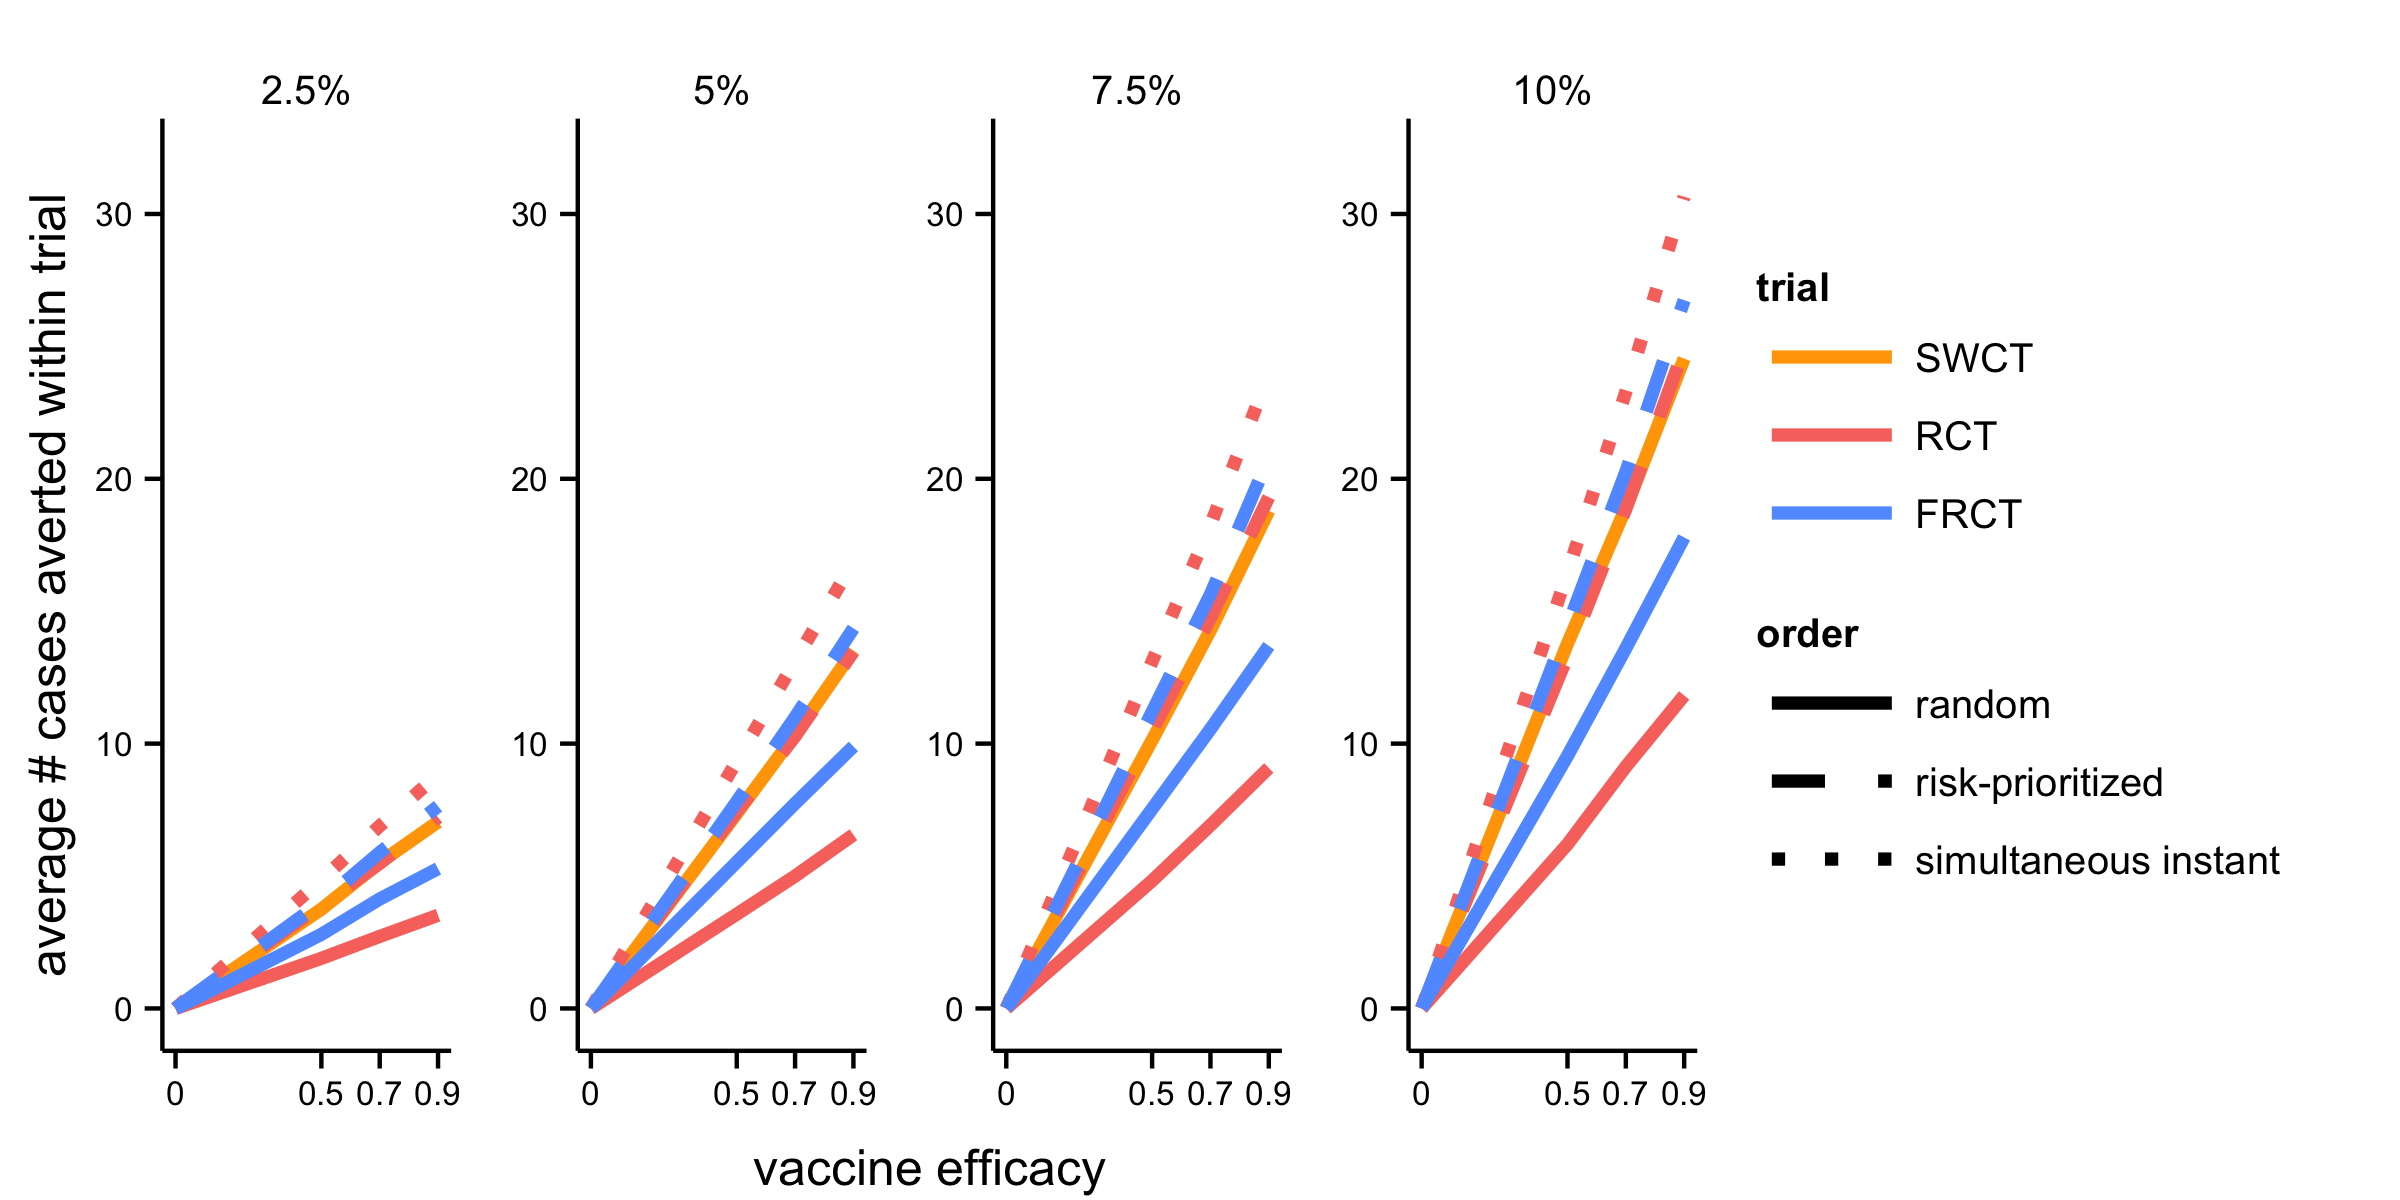 2.5% 5% 7.5% 10%
average # cases averted within trial
30 30 30 30
20 20 20 20
10 10 10 10
0 0 0 0
0 0.5 0.7 0.9 0 0.5 0.7 0.9 0 0.5 0.7 0.9 0 0.5 0.7 0.9
vaccine efficacy
trial
SWCT
RCT
FRCT
order
random
risk-prioritized
simultaneous instant